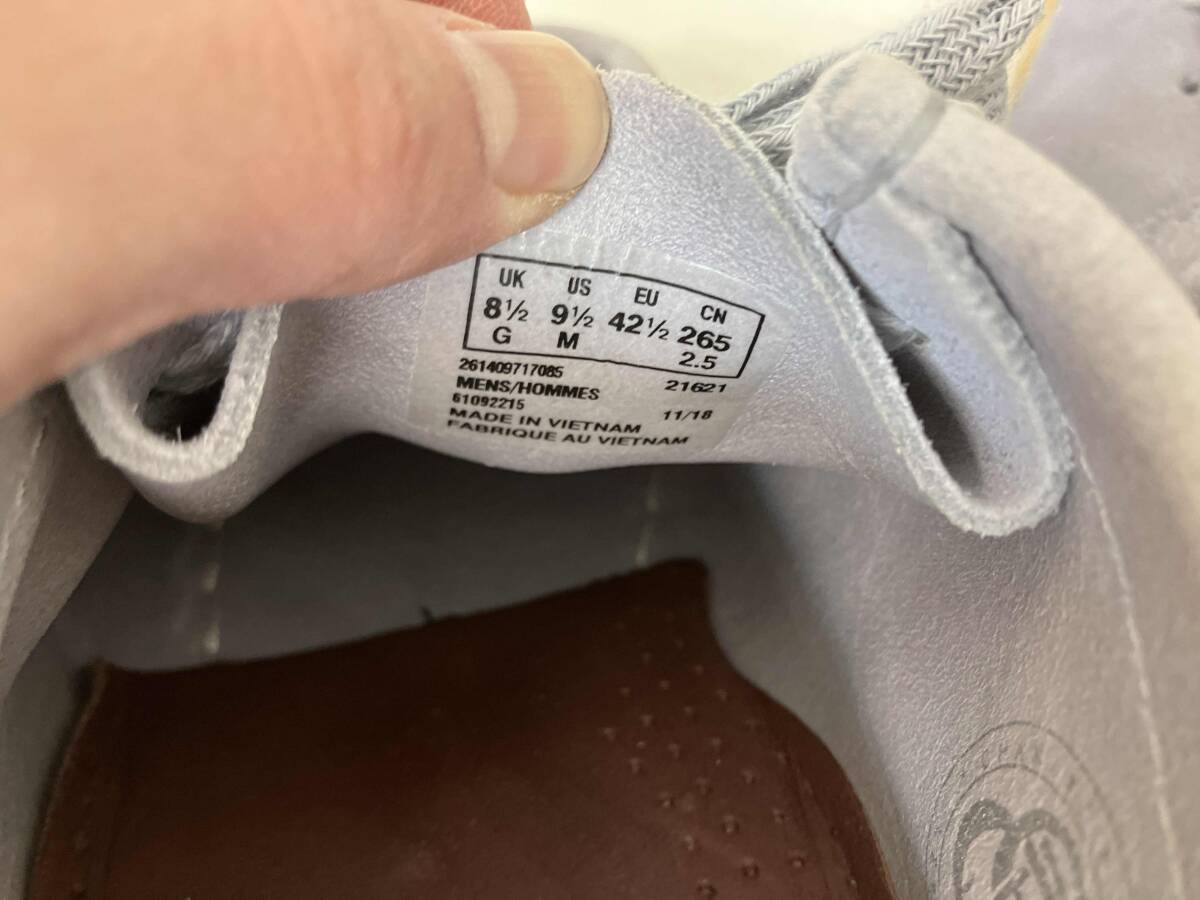 UK US EU CN
8½ 9½ 42½ 265
G M 2.5
261409717085 21621
MENS/HOMMES
61092215 11/18
MADE IN VIETNAM
FABRIQUE AU VIETNAM